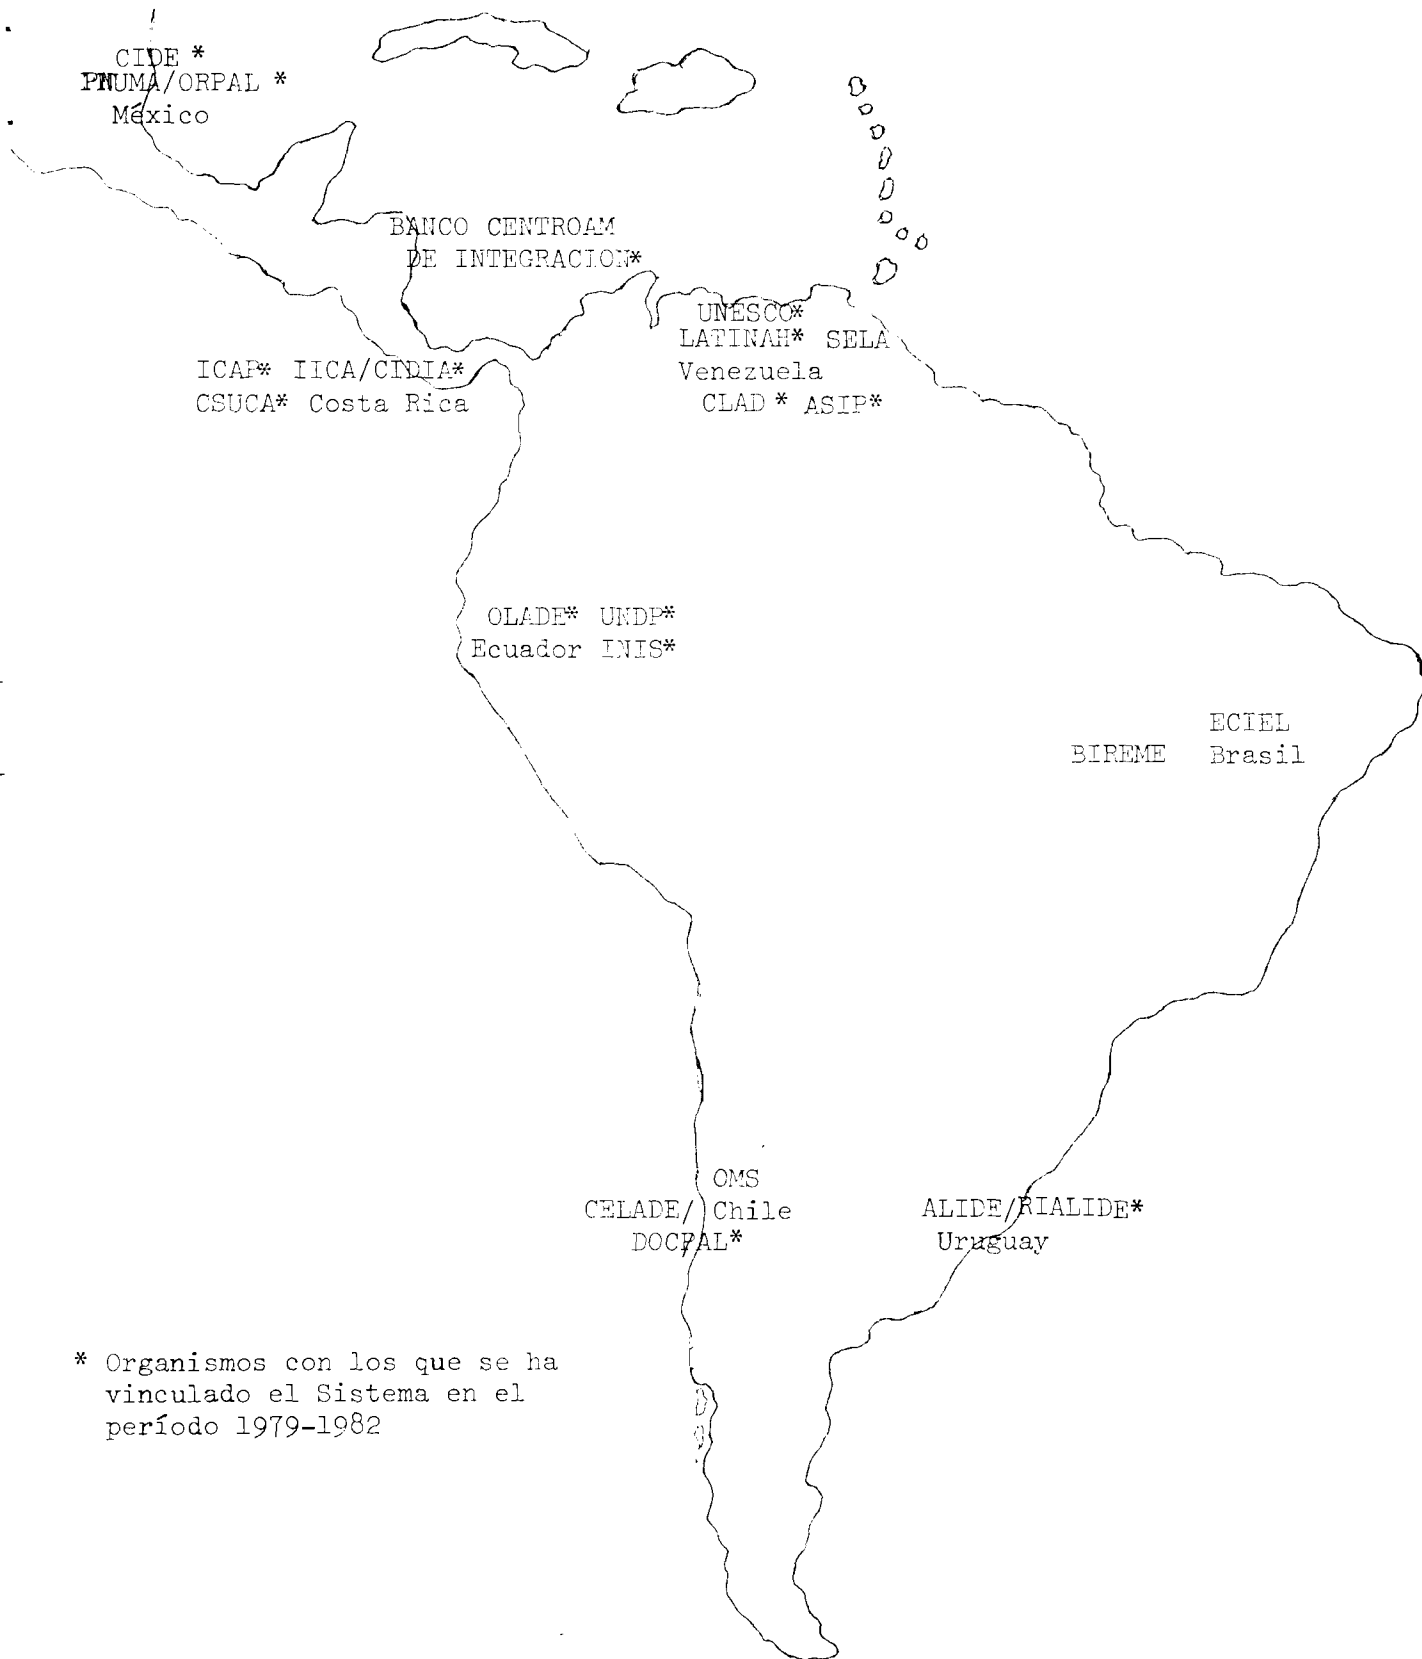 CIDE *
PNUMA/ORPAL *
México
BANCO CENTROAM
DE INTEGRACION*
UNESCO*
LATINAH* SELA
Venezuela
CLAD * ASIP*
ICAP* IICA/CIDIA*
CSUCA* Costa Rica
OLADE* UNDP*
Ecuador INIS*
ECIEL
BIREME Brasil
OMS
CELADE/ Chile
DOCPAL*
ALIDE/RIALIDE*
Uruguay
* Organismos con los que se ha
vinculado el Sistema en el
período 1979-1982